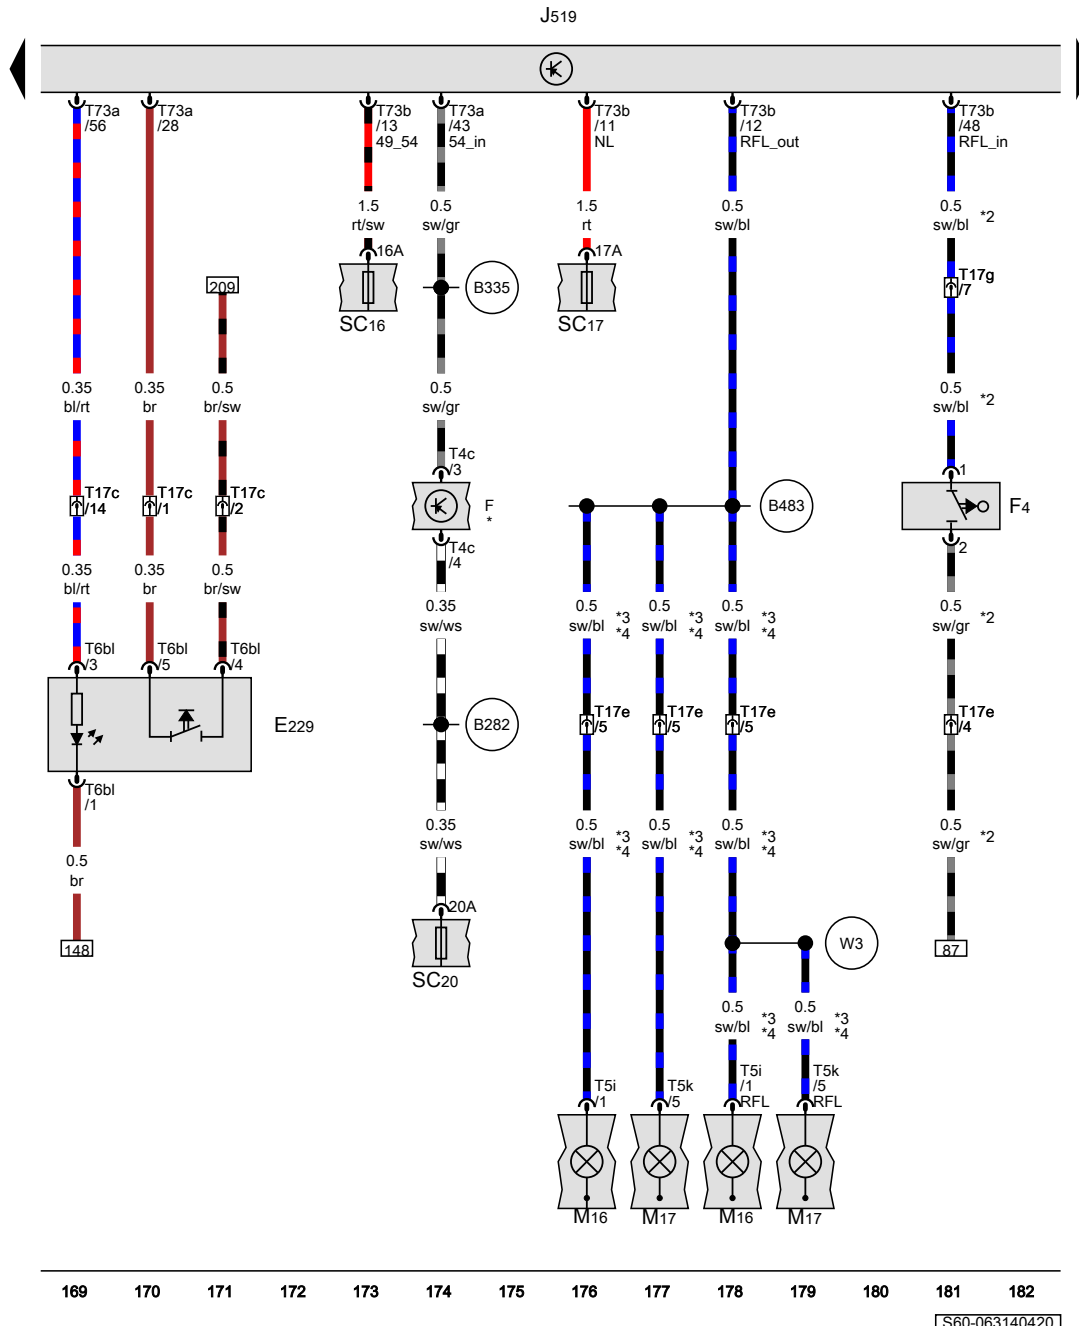 J519
T73a
/56
T73a
/28
T73b
/13
49_54
T73a
/43
54_in
T73b
/11
NL
T73b
/12
RFL_out
T73b
/48
RFL_in
1.5
rt/sw
0.5
sw/gr
1.5
rt
0.5
sw/bl
0.5
sw/bl *2
16A
17A
209
B335
T17g
/7
SC16
SC17
0.35
bl/rt
0.35
br
0.5
br/sw
0.5
sw/gr
0.5
sw/bl *2
T4c
/3
1
T17c
/14
T17c
/1
T17c
/2
F
*
B483
F4
T4c
/4
2
0.35
bl/rt
0.35
br
0.5
br/sw
0.35
sw/ws
0.5
sw/bl
*3
*4
0.5
sw/bl
*3
*4
0.5
sw/bl
*3
*4
0.5
sw/gr *2
T6bl
/3
T6bl
/5
T6bl
/4
E229
B282
T17e
/5
T17e
/5
T17e
/5
T17e
/4
T6bl
/1
0.5
br
0.35
sw/ws
0.5
sw/bl
*3
*4
0.5
sw/bl
*3
*4
0.5
sw/bl
*3
*4
0.5
sw/gr *2
148
20A
SC20
W3
87
0.5
sw/bl
*3
*4
0.5
sw/bl
*3
*4
T5i
/1
T5k
/5
T5i
/1
RFL
T5k
/5
RFL
M16
M17
M16
M17
169 170 171 172 173 174 175 176 177 178 179 180 181 182
S60-063140420